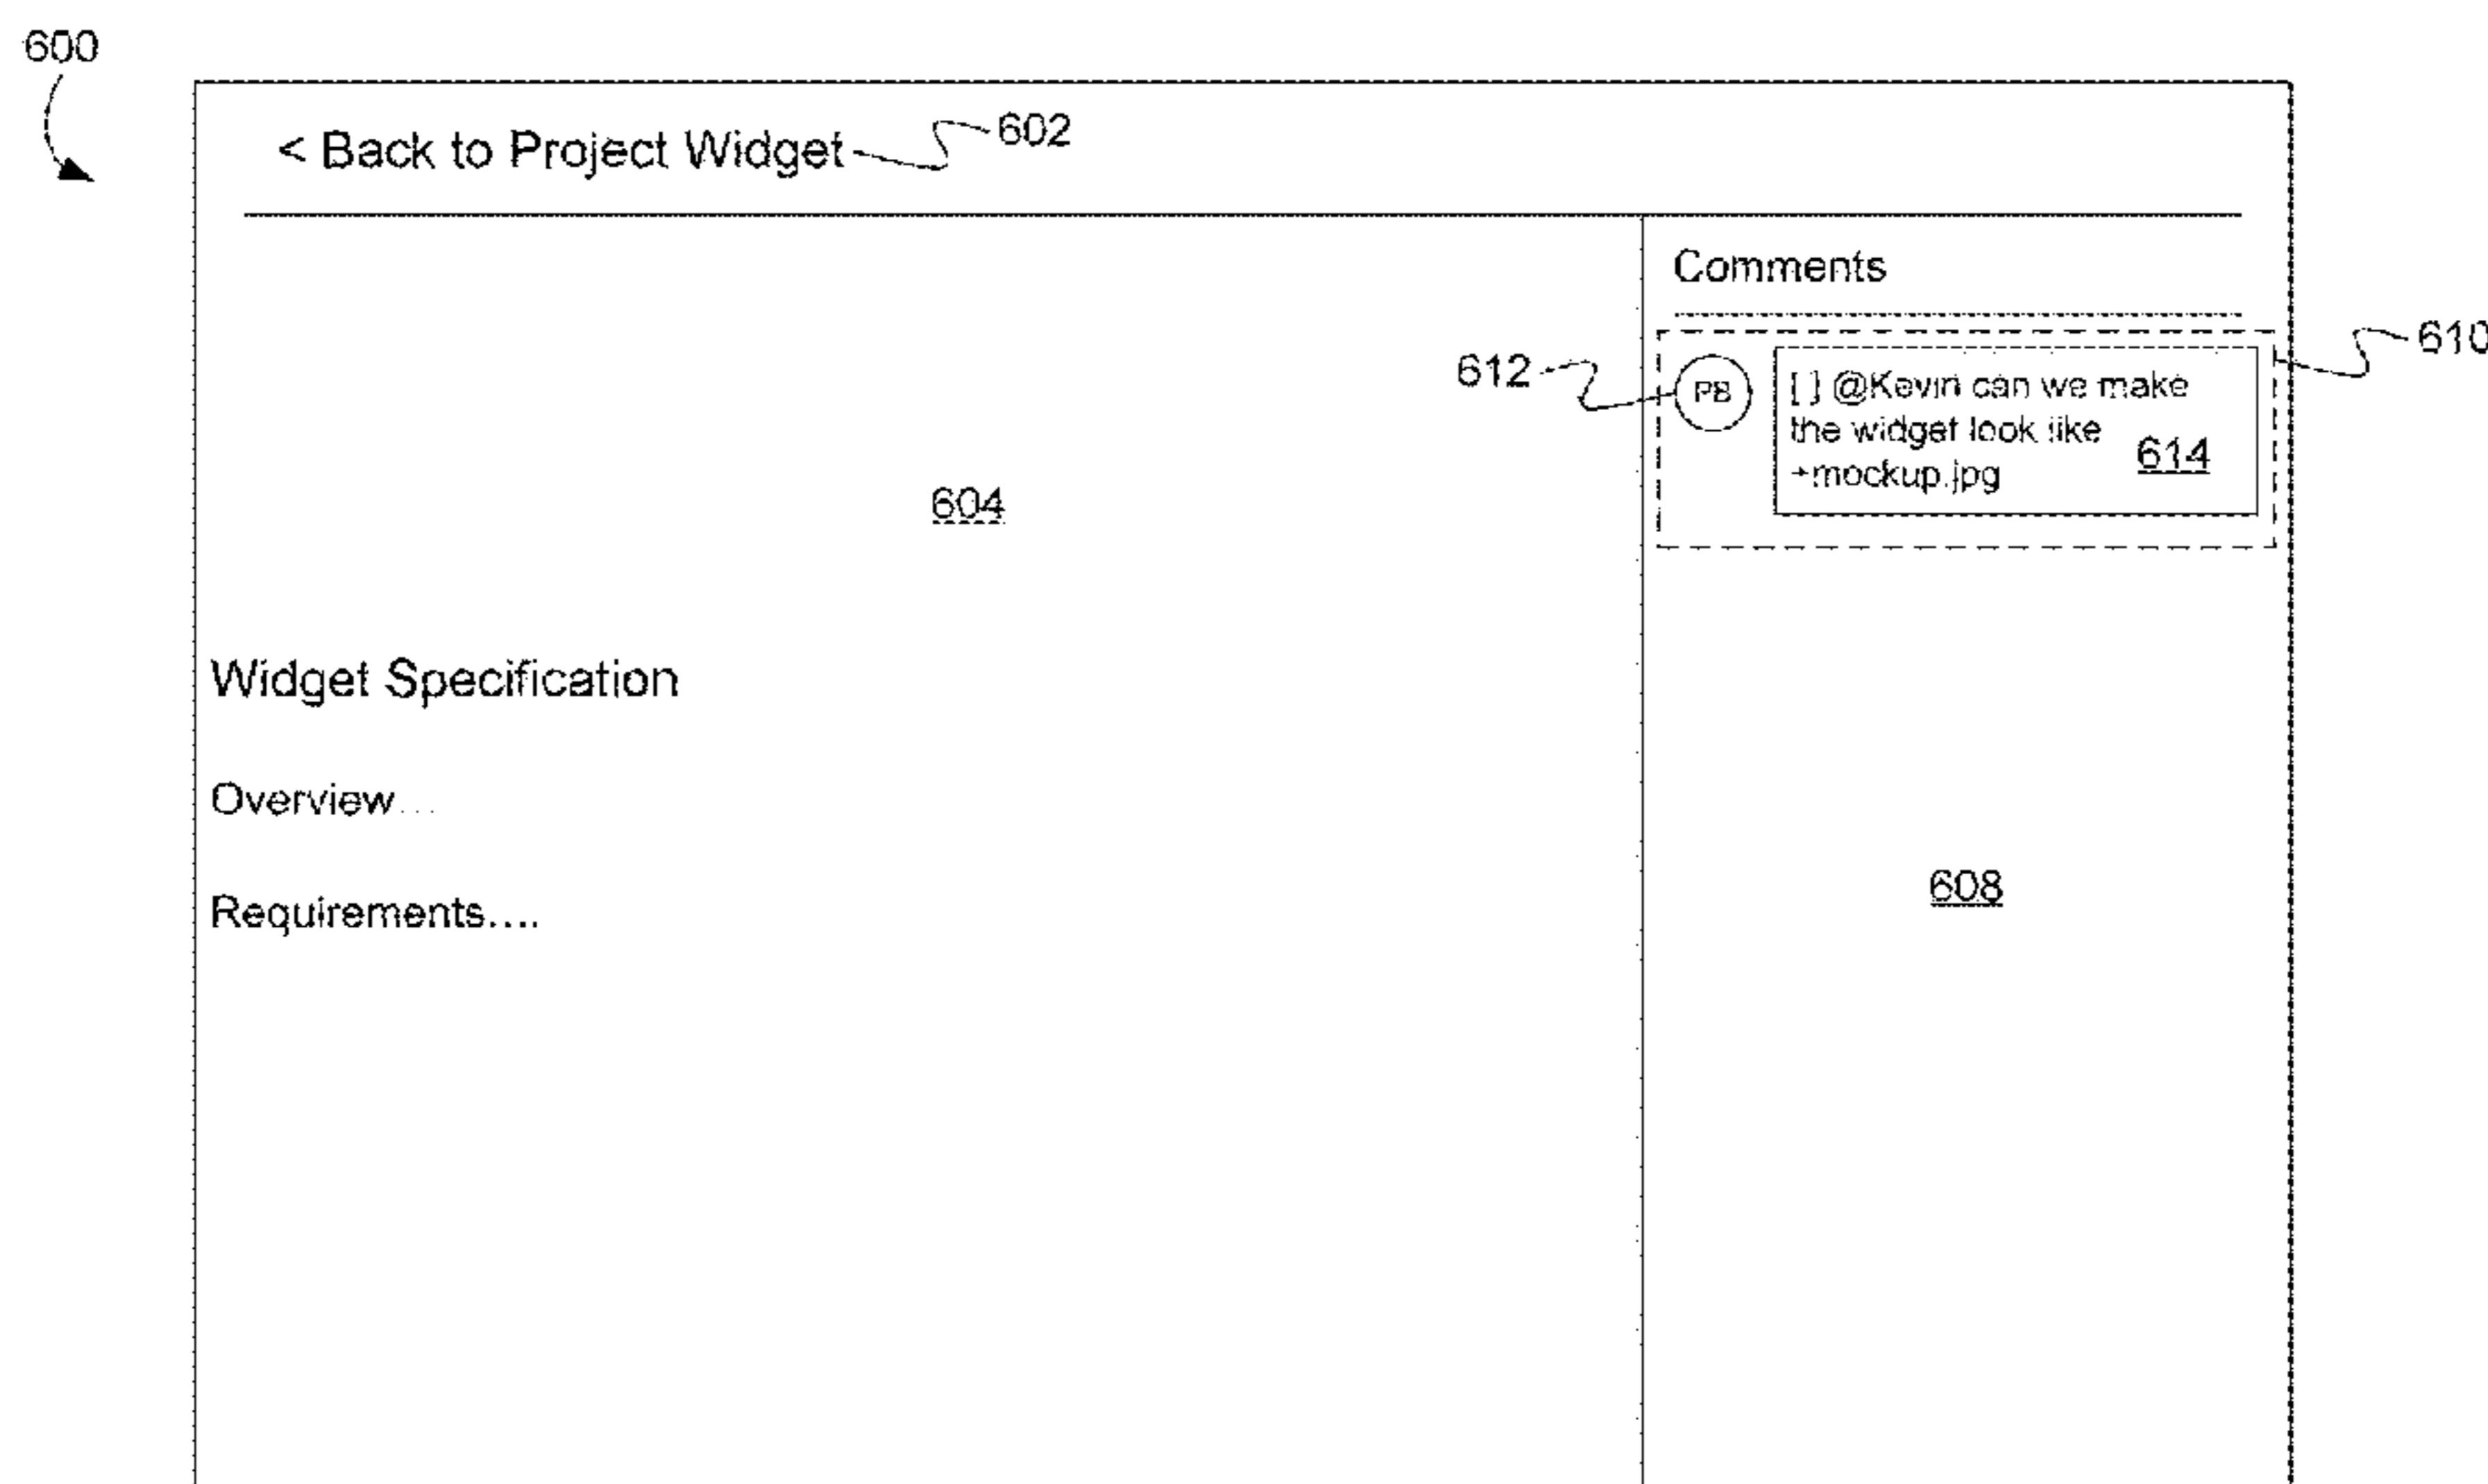 600
< Back to Project Widget
602
Comments
610
612
PB
[ ] @Kevin can we make
the widget look like
+mockup.jpg
614
604
Widget Specification
Overview...
Requirements....
608